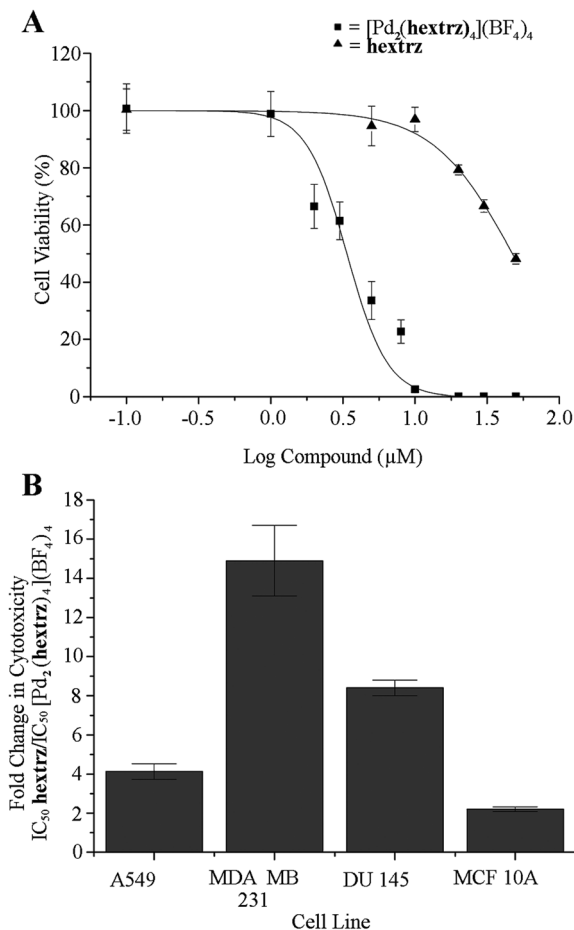 A
■ = [Pd2(hextrz)4](BF4)4
▲ = hextrz
120
100
80
60
40
20
0
Cell Viability (%)
-1.0 -0.5 0.0 0.5 1.0 1.5 2.0
Log Compound (µM)
B
18
16
14
12
10
8
6
4
2
0
Fold Change in Cytotoxicity
IC50 hextrz/IC50 [Pd2(hextrz)4](BF4)4
A549 MDA MB 231 DU 145 MCF 10A
Cell Line